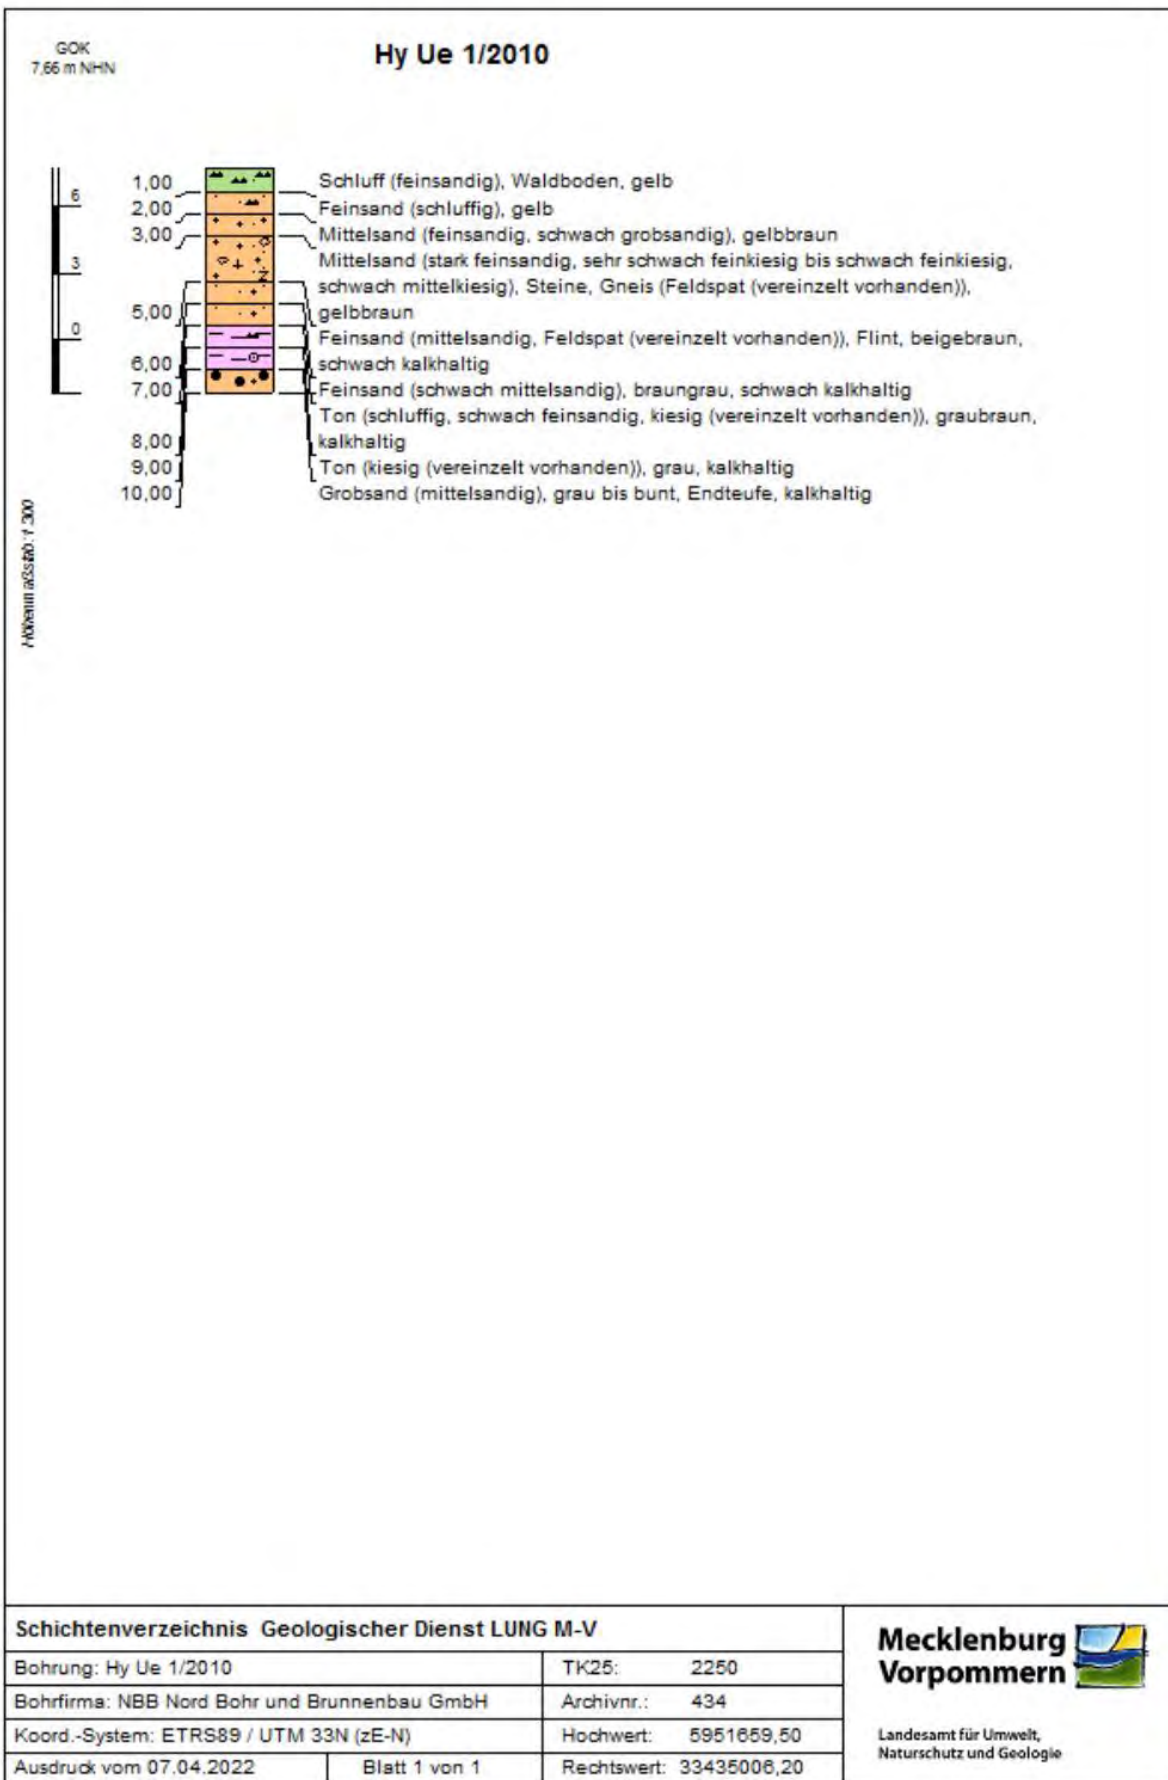 GOK
7,66 m NHN
Hy Ue 1/2010
6
3
0
1,00 Schluff (feinsandig), Waldboden, gelb
2,00 Feinsand (schluffig), gelb
3,00 Mittelsand (feinsandig, schwach grobsandig), gelbbraun
Mittelsand (stark feinsandig, sehr schwach feinkiesig bis schwach feinkiesig,
schwach mittelkiesig), Steine, Gneis (Feldspat (vereinzelt vorhanden)),
5,00 gelbbraun
Feinsand (mittelsandig, Feldspat (vereinzelt vorhanden)), Flint, beigebraun,
6,00 schwach kalkhaltig
7,00 Feinsand (schwach mittelsandig), braungrau, schwach kalkhaltig
Ton (schluffig, schwach feinsandig, kiesig (vereinzelt vorhanden)), graubraun,
8,00 kalkhaltig
9,00 Ton (kiesig (vereinzelt vorhanden)), grau, kalkhaltig
10,00 Grobsand (mittelsandig), grau bis bunt, Endteufe, kalkhaltig
Höhenmaßstab: 1:300
Schichtenverzeichnis Geologischer Dienst LUNG M-V
Bohrung: Hy Ue 1/2010 TK25: 2250
Bohrfirma: NBB Nord Bohr und Brunnenbau GmbH Archivnr.: 434
Koord.-System: ETRS89 / UTM 33N (zE-N) Hochwert: 5951659,50
Ausdruck vom 07.04.2022 Blatt 1 von 1 Rechtswert: 33435006,20
Mecklenburg
Vorpommern
Landesamt für Umwelt,
Naturschutz und Geologie